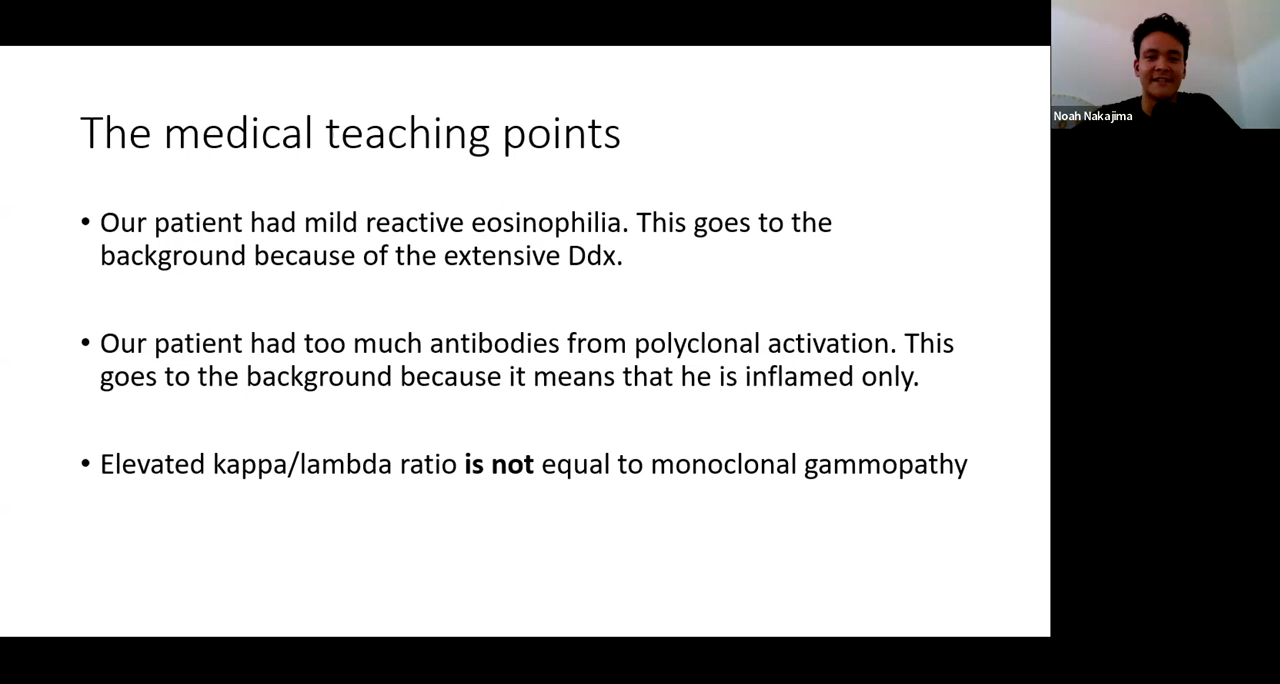 The medical teaching points
• Our patient had mild reactive eosinophilia. This goes to the
background because of the extensive Ddx.
• Our patient had too much antibodies from polyclonal activation. This
goes to the background because it means that he is inflamed only.
• Elevated kappa/lambda ratio is not equal to monoclonal gammopathy
Noah Nakajima